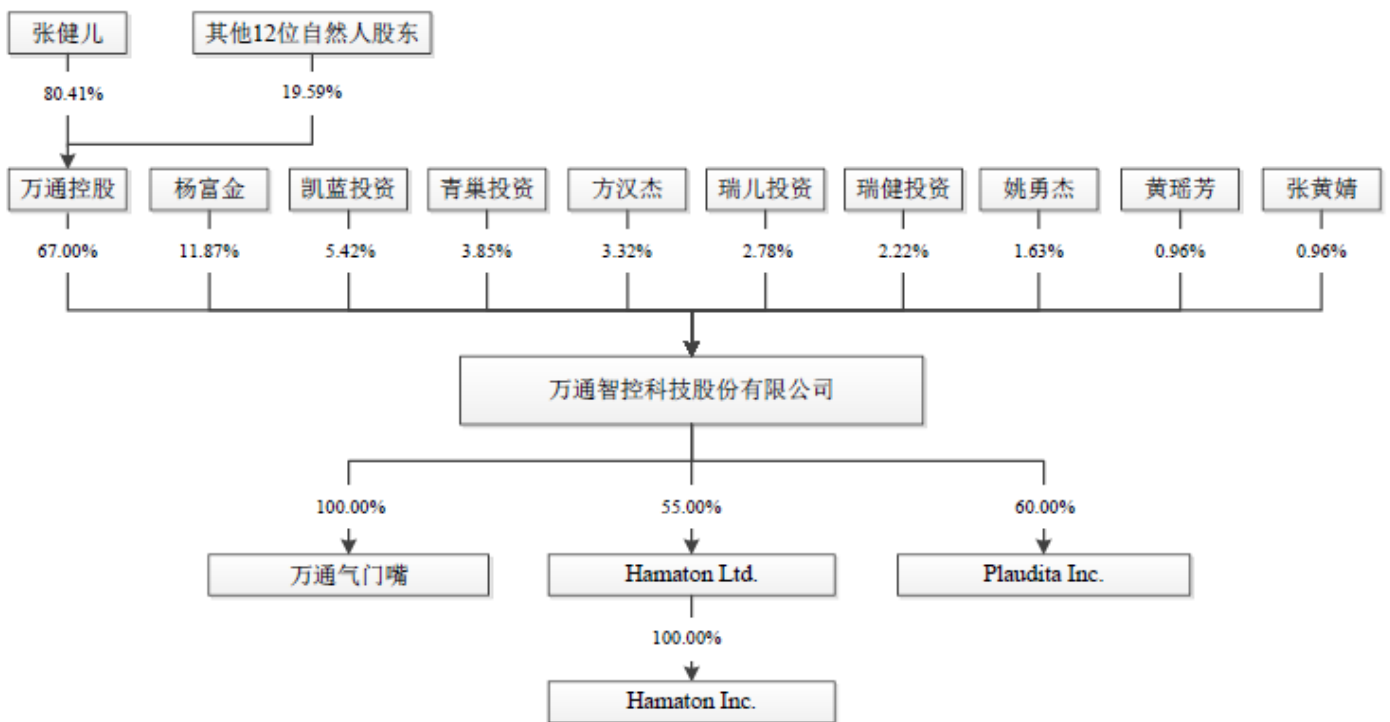 张健儿
其他12位自然人股东
80.41%
19.59%
万通控股
杨富金
凯蓝投资
青巢投资
方汉杰
瑞儿投资
瑞健投资
姚勇杰
黄瑶芳
张黄婧
67.00%
11.87%
5.42%
3.85%
3.32%
2.78%
2.22%
1.63%
0.96%
0.96%
万通智控科技股份有限公司
100.00%
55.00%
60.00%
万通气门嘴
Hamaton Ltd.
Plaudita Inc.
100.00%
Hamaton Inc.